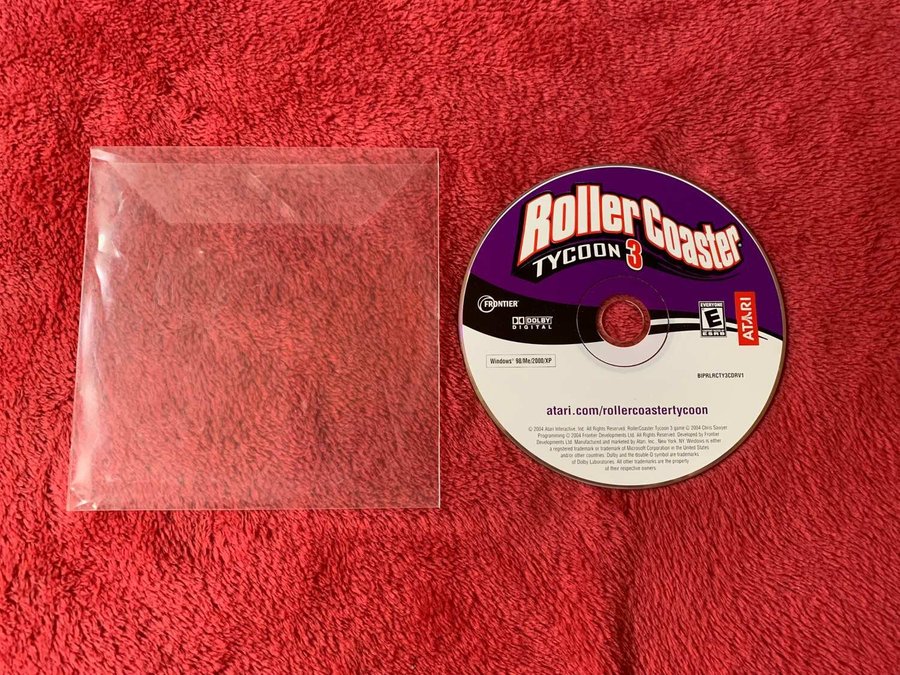 RollerCoaster
TYCOON 3
FRONTIER
DOLBY
DIGITAL
EVERYONE
E
ESRB
ATARI
Windows® 98/Me/2000/XP
BIPRLRCTY3CDRV1
atari.com/rollercoastertycoon
© 2004 Atari Interactive, Inc. All Rights Reserved. RollerCoaster Tycoon 3 game © 2004 Chris Sawyer
Programming © 2004 Frontier Developments Ltd. All Rights Reserved. Developed by Frontier
Developments Ltd. Manufactured and marketed by Atari, Inc., New York, NY. Windows is either
a registered trademark or trademark of Microsoft Corporation in the United States
and/or other countries. Dolby and the double-D symbol are trademarks
of Dolby Laboratories. All other trademarks are the property
of their respective owners.